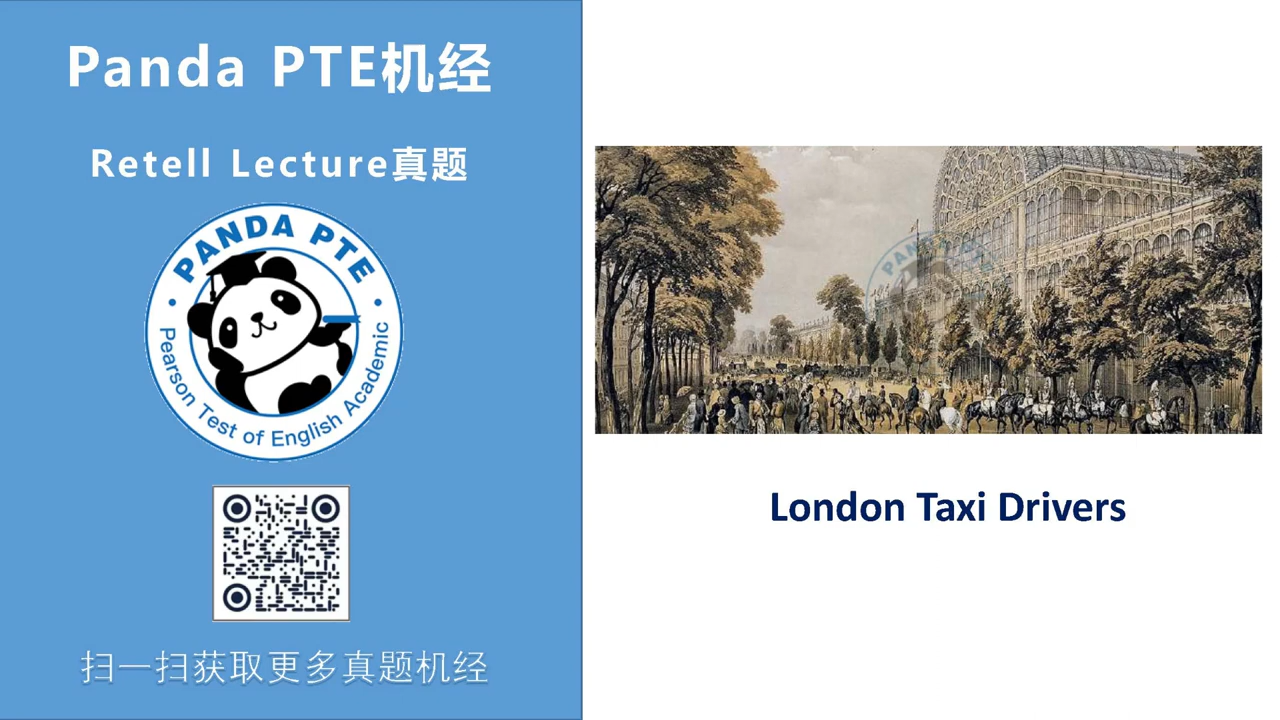 Panda PTE机经
Retell Lecture真题
PANDA PTE
Pearson Test of English Academic
扫一扫获取更多真题机经
London Taxi Drivers